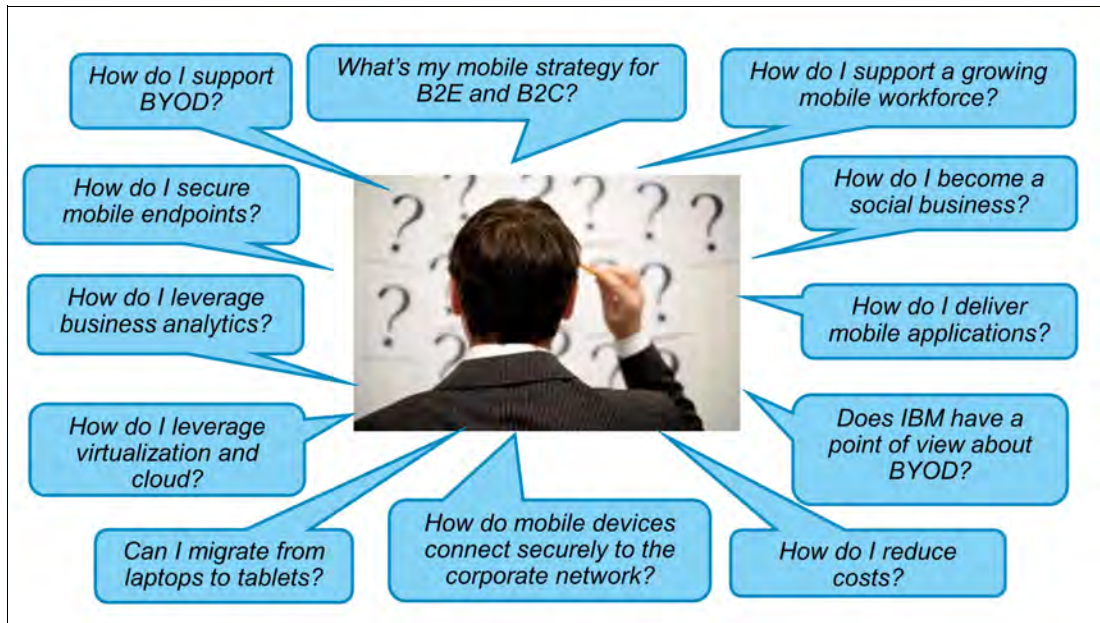 How do I support
BYOD?
What's my mobile strategy for
B2E and B2C?
How do I support a growing
mobile workforce?
How do I secure
mobile endpoints?
How do I become a
social business?
How do I leverage
business analytics?
How do I deliver
mobile applications?
How do I leverage
virtualization and
cloud?
Does IBM have a
point of view about
BYOD?
Can I migrate from
laptops to tablets?
How do mobile devices
connect securely to the
corporate network?
How do I reduce
costs?